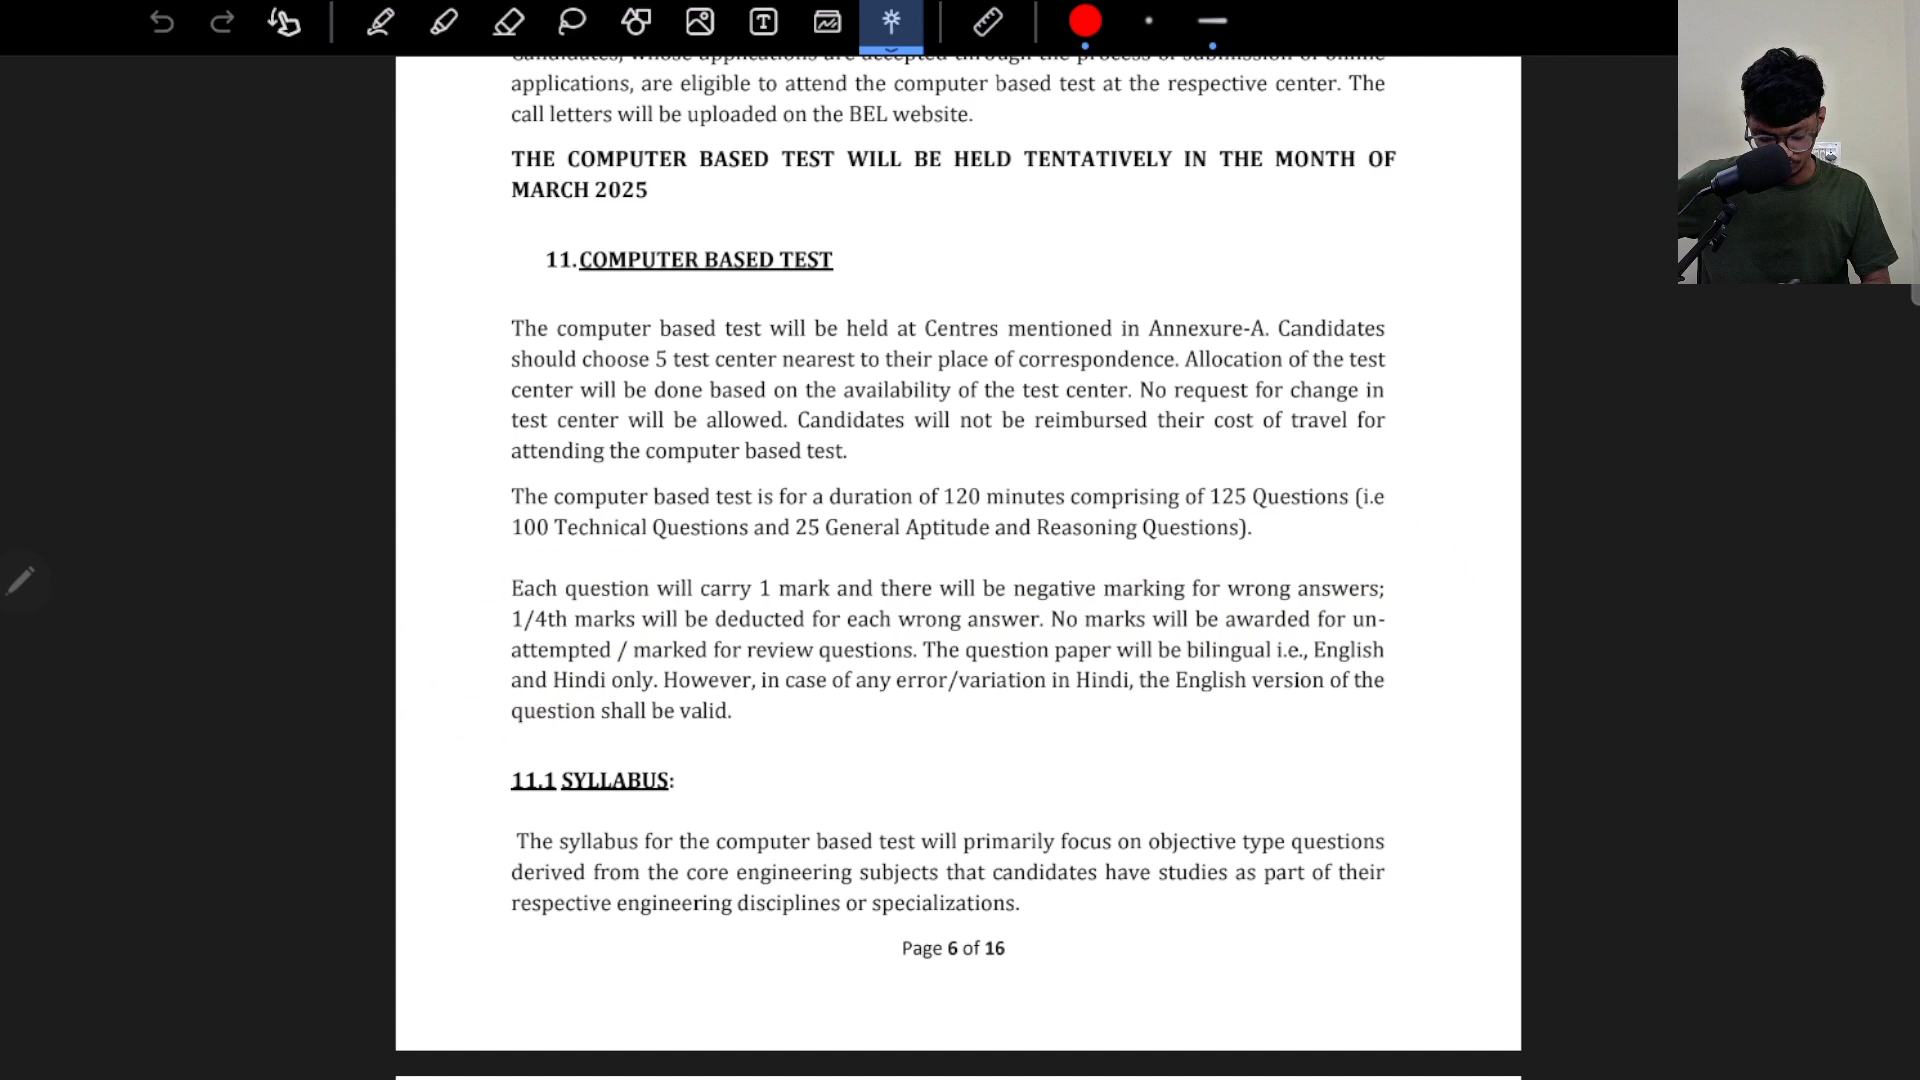 Candidates, whose applications are accepted through the process of submission of online
applications, are eligible to attend the computer based test at the respective center. The
call letters will be uploaded on the BEL website.
THE COMPUTER BASED TEST WILL BE HELD TENTATIVELY IN THE MONTH OF
MARCH 2025
11. COMPUTER BASED TEST
The computer based test will be held at Centres mentioned in Annexure-A. Candidates
should choose 5 test center nearest to their place of correspondence. Allocation of the test
center will be done based on the availability of the test center. No request for change in
test center will be allowed. Candidates will not be reimbursed their cost of travel for
attending the computer based test.
The computer based test is for a duration of 120 minutes comprising of 125 Questions (i.e
100 Technical Questions and 25 General Aptitude and Reasoning Questions).
Each question will carry 1 mark and there will be negative marking for wrong answers;
1/4th marks will be deducted for each wrong answer. No marks will be awarded for un-
attempted / marked for review questions. The question paper will be bilingual i.e., English
and Hindi only. However, in case of any error/variation in Hindi, the English version of the
question shall be valid.
11.1 SYLLABUS:
The syllabus for the computer based test will primarily focus on objective type questions
derived from the core engineering subjects that candidates have studies as part of their
respective engineering disciplines or specializations.
Page 6 of 16